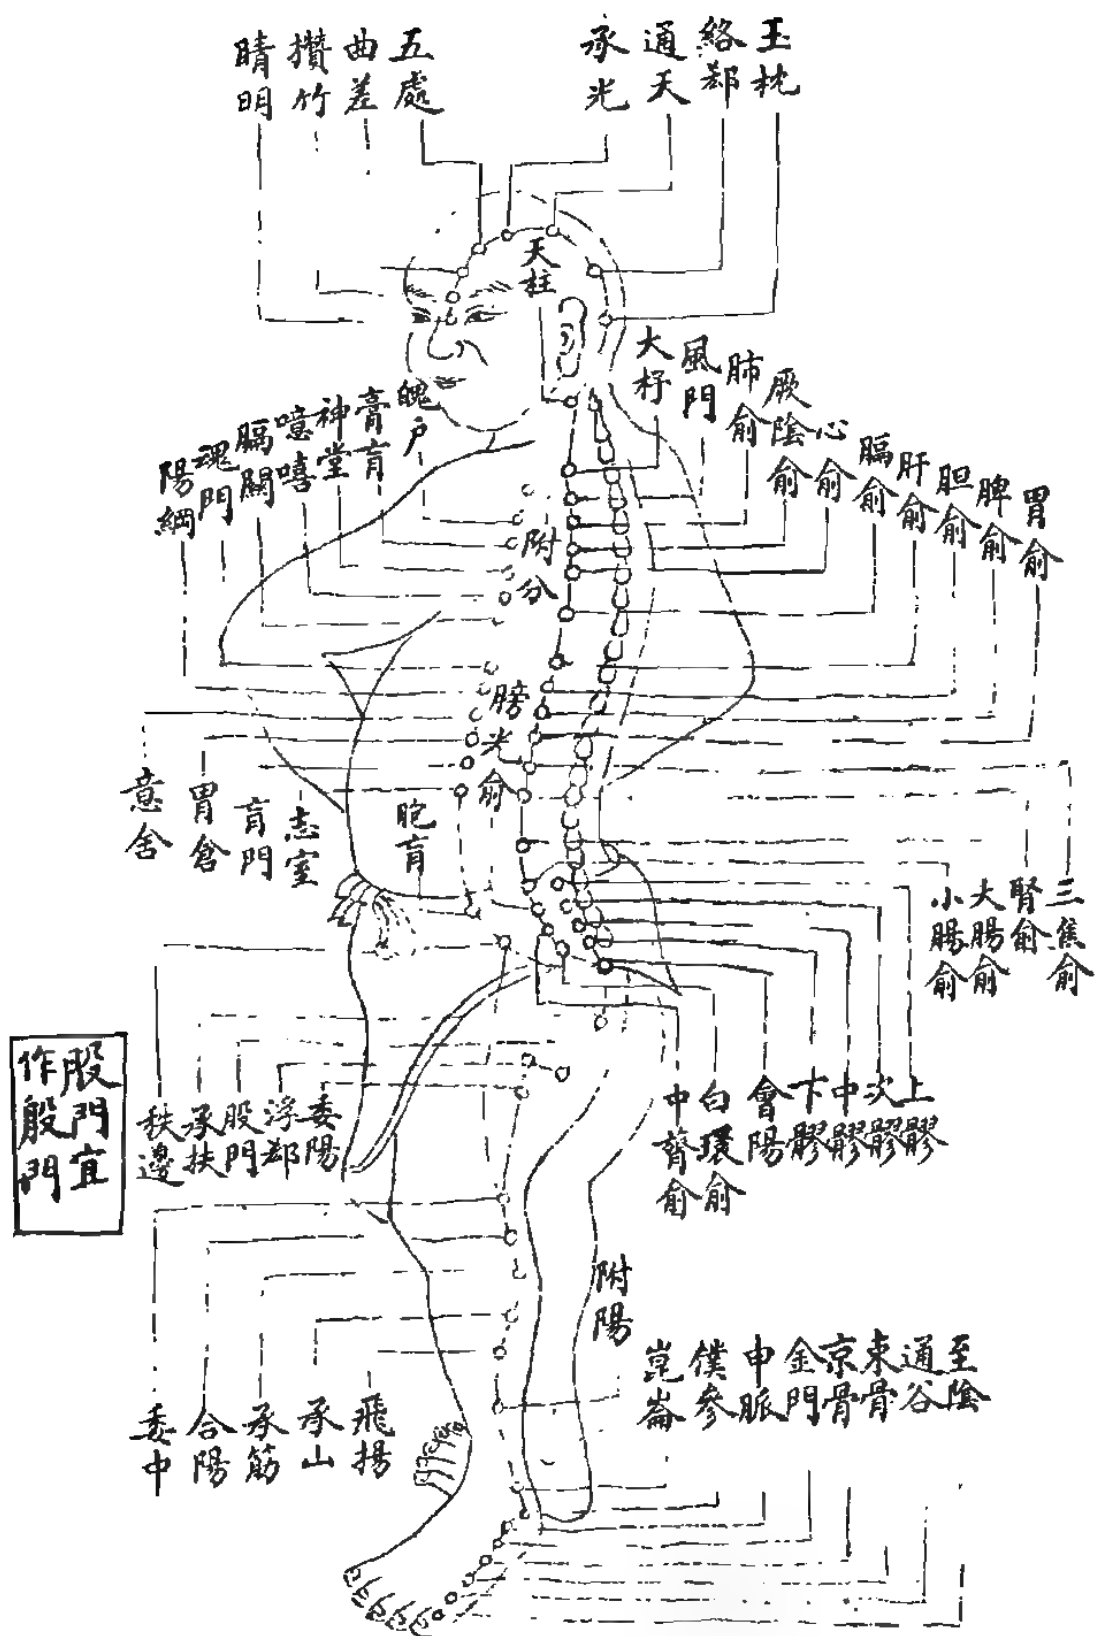 玉枕
絡郄
通天
承光
五處
曲差
攅竹
晴明
天柱
大杼
風門
肺俞
厥陰俞
心俞
膈俞
肝俞
胆俞
脾俞
胃俞
魄户
膏肓
神堂
噫嘻
膈關
魂門
陽綱
附分
膀光俞
意舍
胃倉
肓門
志室
胞肓
三焦俞
腎俞
大腸俞
小腸俞
上髎
次髎
中髎
下髎
會陽
白環俞
中膂俞
秩邊
承扶
股門
浮郄
委陽
股門宜
作殷門
附陽
委中
合陽
承筋
承山
飛揚
崑崙
僕參
申脈
金門
京骨
束骨
通谷
至陰